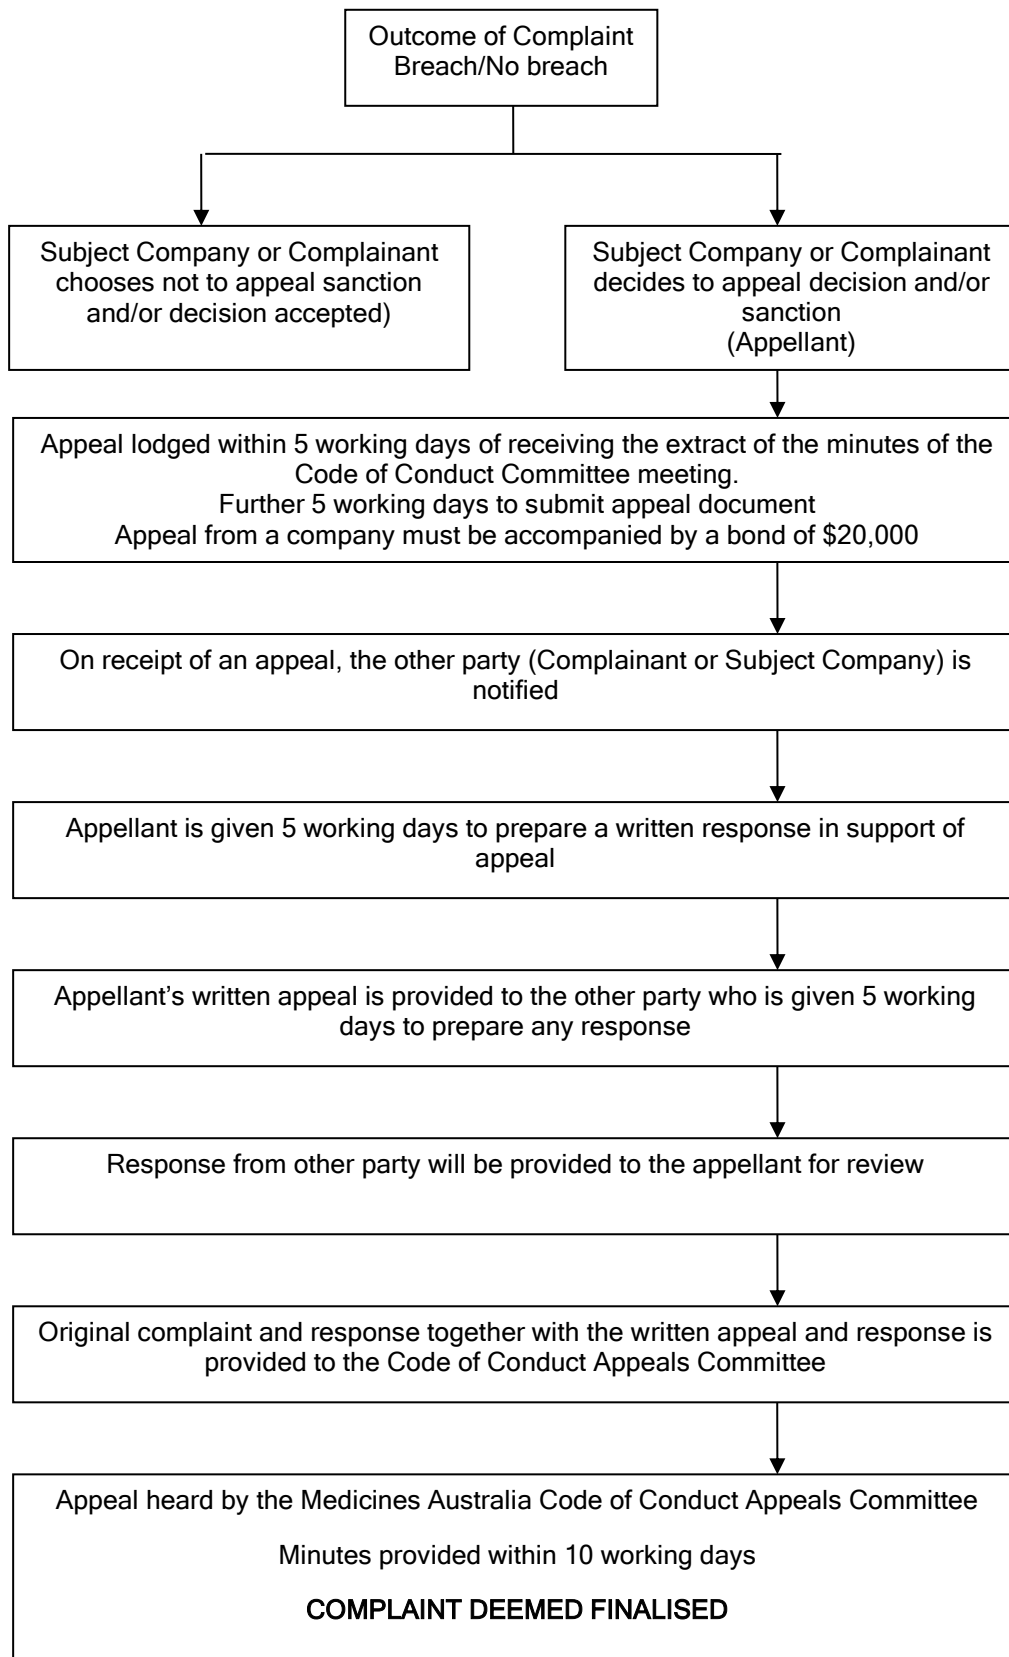 Outcome of Complaint
Breach/No breach
Subject Company or Complainant
chooses not to appeal sanction
and/or decision accepted)
Subject Company or Complainant
decides to appeal decision and/or
sanction
(Appellant)
Appeal lodged within 5 working days of receiving the extract of the minutes of the
Code of Conduct Committee meeting.
Further 5 working days to submit appeal document
Appeal from a company must be accompanied by a bond of $20,000
On receipt of an appeal, the other party (Complainant or Subject Company) is
notified
Appellant is given 5 working days to prepare a written response in support of
appeal
Appellant’s written appeal is provided to the other party who is given 5 working
days to prepare any response
Response from other party will be provided to the appellant for review
Original complaint and response together with the written appeal and response is
provided to the Code of Conduct Appeals Committee
Appeal heard by the Medicines Australia Code of Conduct Appeals Committee
Minutes provided within 10 working days
COMPLAINT DEEMED FINALISED